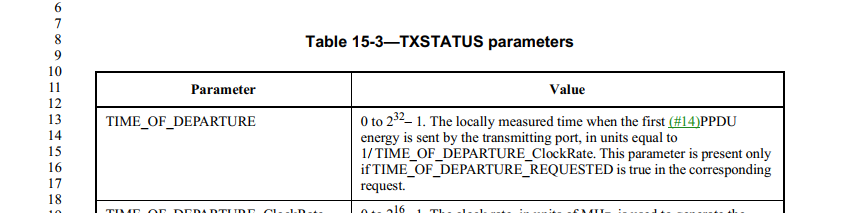 6
7
8
Table 15-3—TXSTATUS parameters
9
10
11
Parameter Value
12
13
TIME_OF_DEPARTURE 0 to 2^32– 1. The locally measured time when the first (#14)PPDU
14
energy is sent by the transmitting port, in units equal to
15
1/ TIME_OF_DEPARTURE_ClockRate. This parameter is present only
16
if TIME_OF_DEPARTURE_REQUESTED is true in the corresponding
17
request.
18